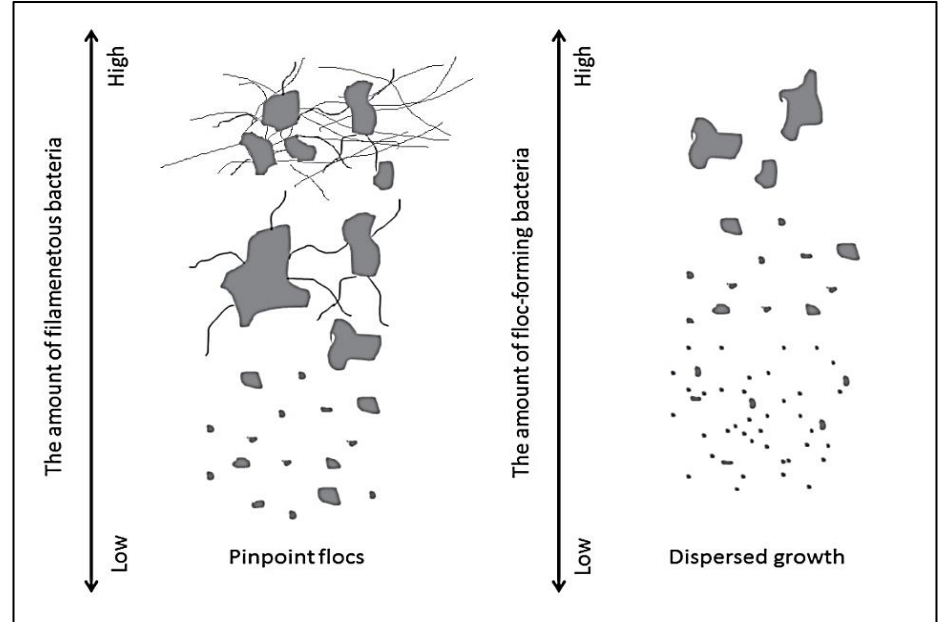 High
The amount of filamenetous bacteria
Low
Pinpoint flocs
High
The amount of floc-forming bacteria
Low
Dispersed growth